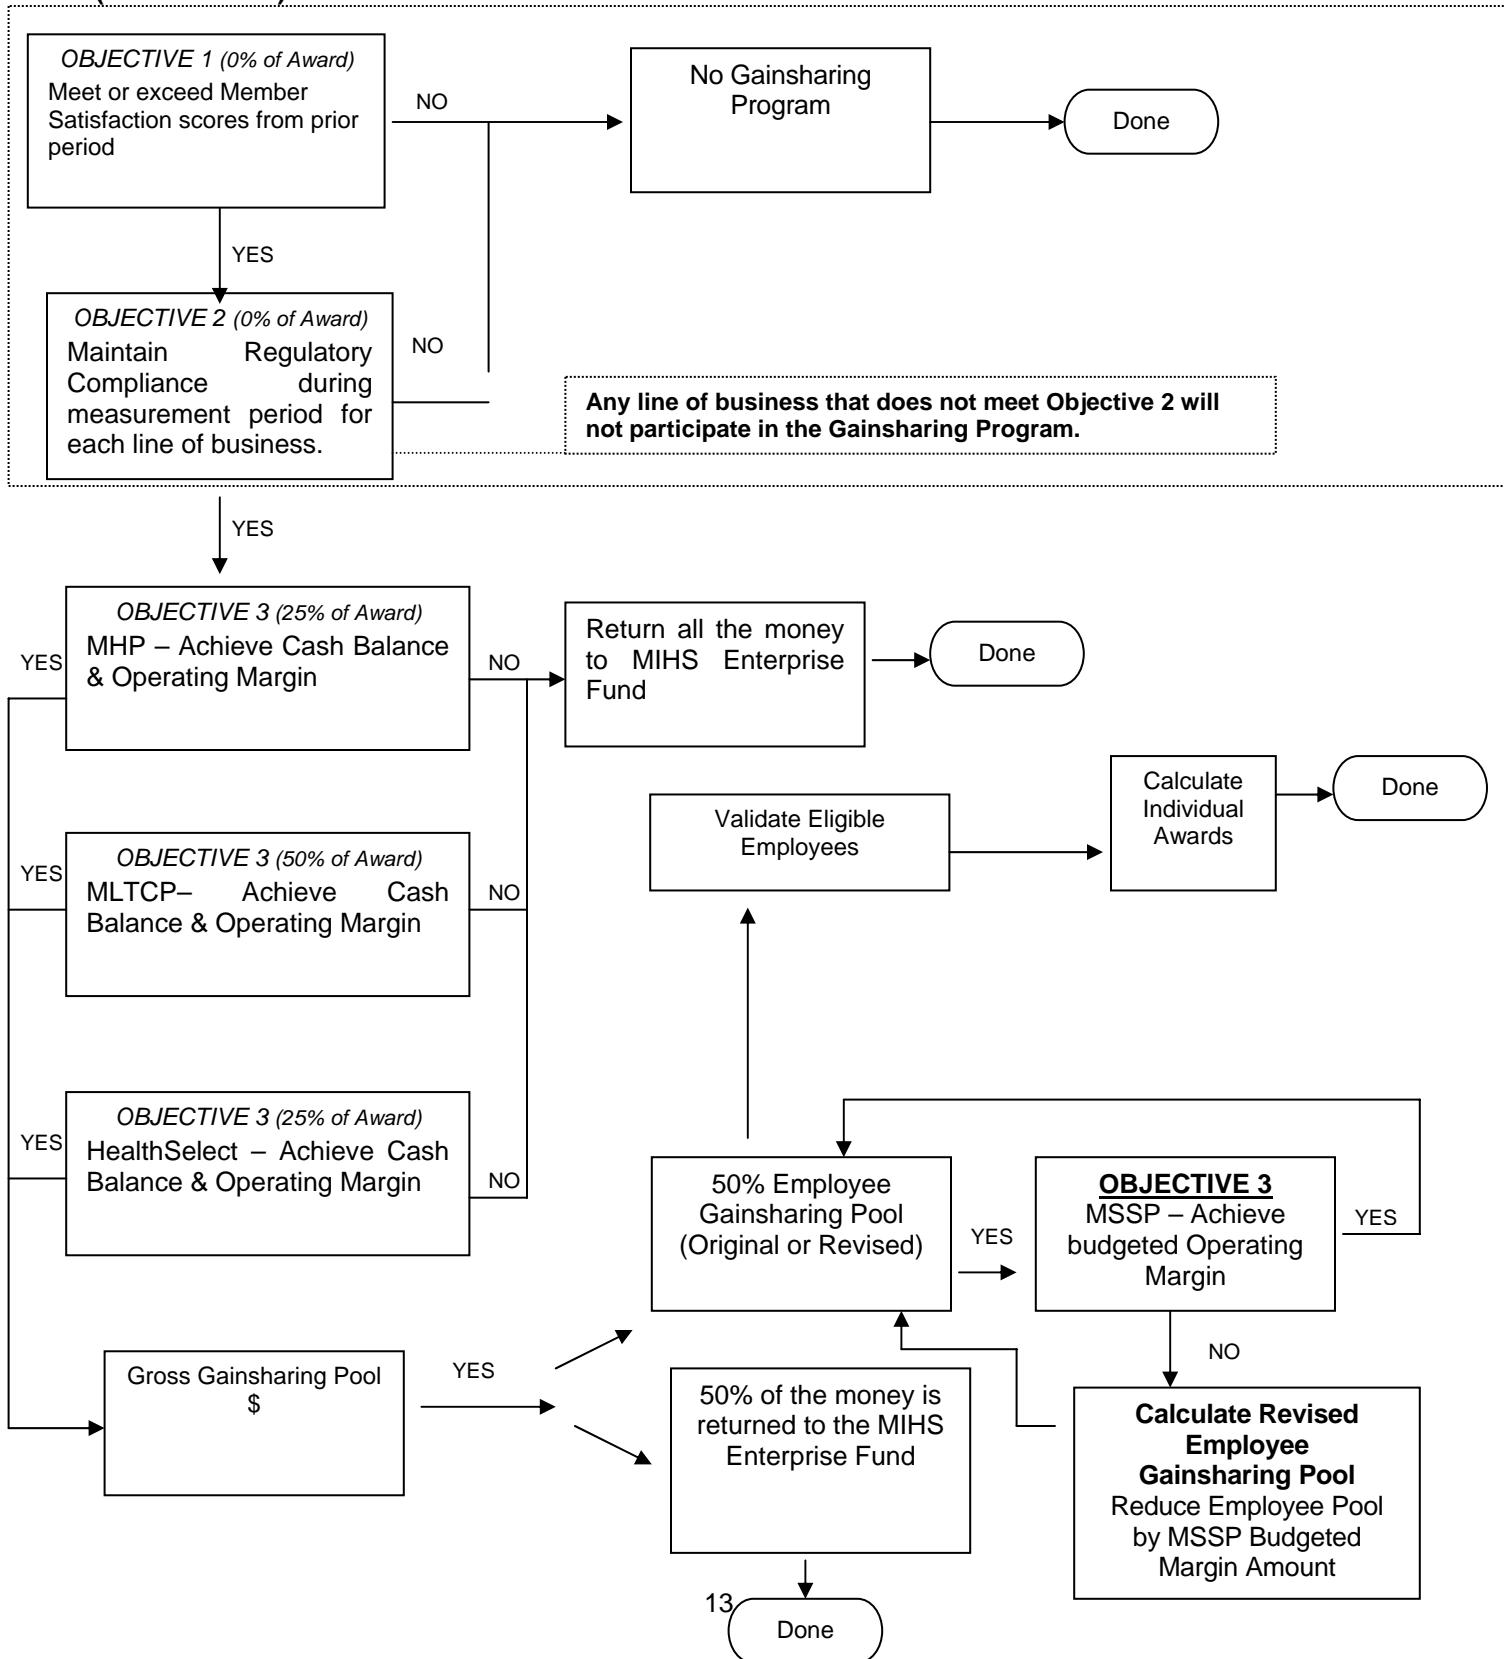 OBJECTIVE 1 (0% of Award)
Meet or exceed Member
Satisfaction scores from prior
period
NO
No Gainsharing
Program
Done
YES
OBJECTIVE 2 (0% of Award)
Maintain Regulatory
Compliance during
measurement period for
each line of business.
NO
Any line of business that does not meet Objective 2 will
not participate in the Gainsharing Program.
YES
OBJECTIVE 3 (25% of Award)
MHP – Achieve Cash Balance
& Operating Margin
YES
NO
Return all the money
to MIHS Enterprise
Fund
Done
OBJECTIVE 3 (50% of Award)
MLTCP– Achieve Cash
Balance & Operating Margin
YES
NO
Validate Eligible
Employees
Calculate
Individual
Awards
Done
OBJECTIVE 3 (25% of Award)
HealthSelect – Achieve Cash
Balance & Operating Margin
YES
NO
50% Employee
Gainsharing Pool
(Original or Revised)
YES
OBJECTIVE 3
MSSP – Achieve
budgeted Operating
Margin
YES
NO
Gross Gainsharing Pool
$
YES
50% of the money is
returned to the MIHS
Enterprise Fund
Calculate Revised
Employee
Gainsharing Pool
Reduce Employee Pool
by MSSP Budgeted
Margin Amount
13
Done